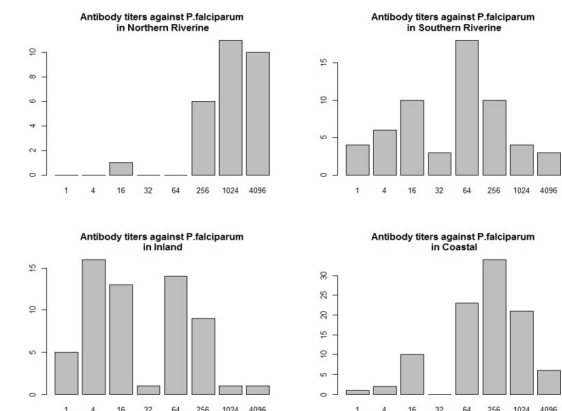 Antibody titers against P.falciparum
in Northern Riverine
10
8
6
4
2
0
1 4 16 32 64 256 1024 4096
Antibody titers against P.falciparum
in Southern Riverine
15
10
5
0
1 4 16 32 64 256 1024 4096
Antibody titers against P.falciparum
in Inland
15
10
5
0
1 4 16 32 64 256 1024 4096
Antibody titers against P.falciparum
in Coastal
30
25
20
15
10
5
0
1 4 16 32 64 256 1024 4096